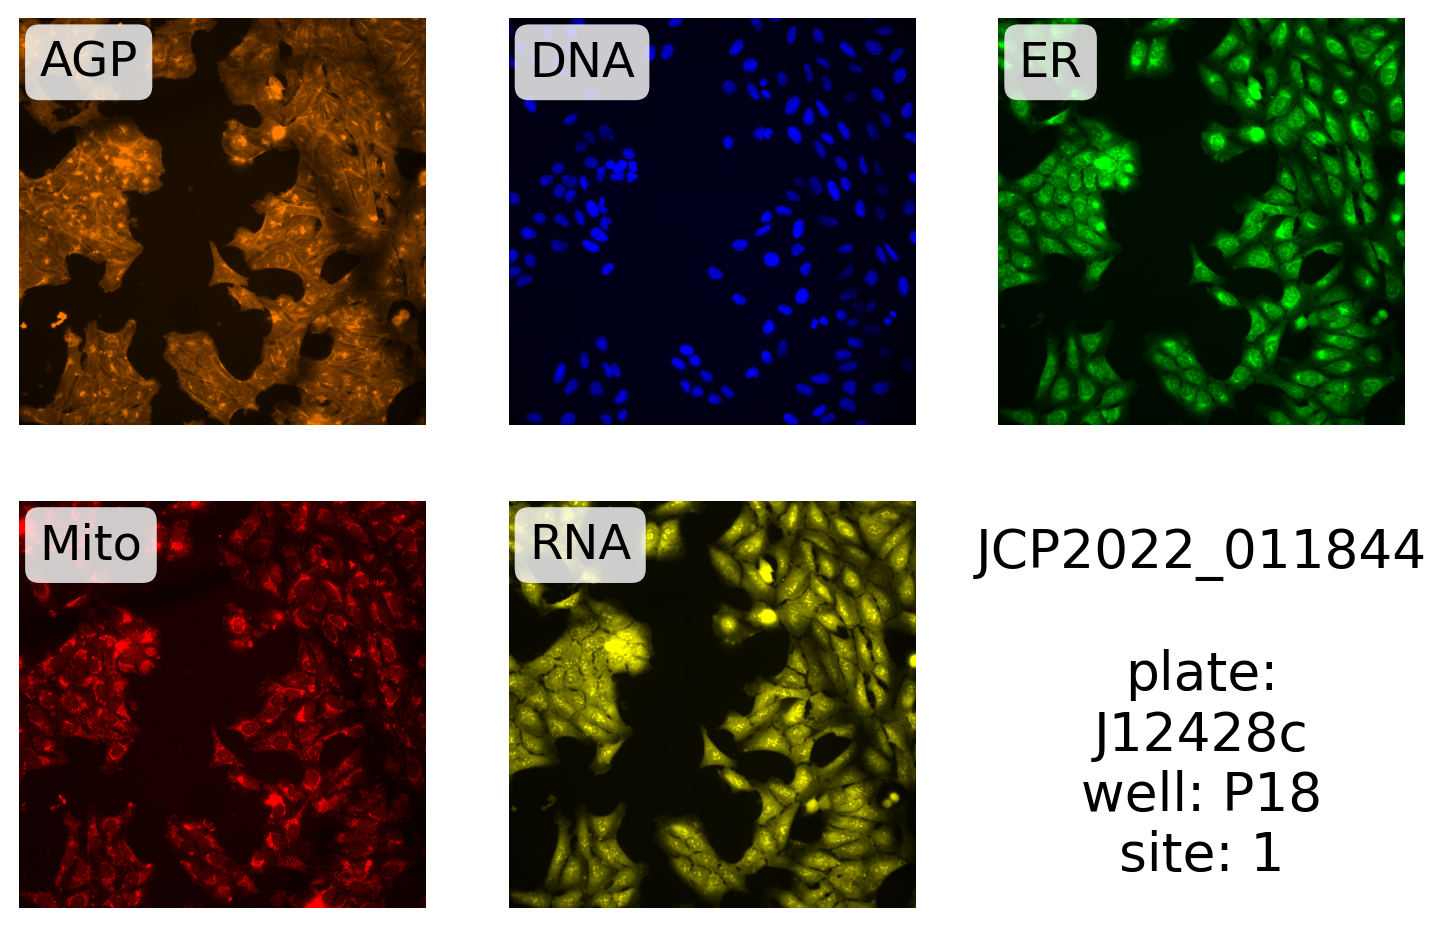 AGP
DNA
ER
Mito
RNA
JCP2022_011844
plate:
J12428c
well: P18
site: 1